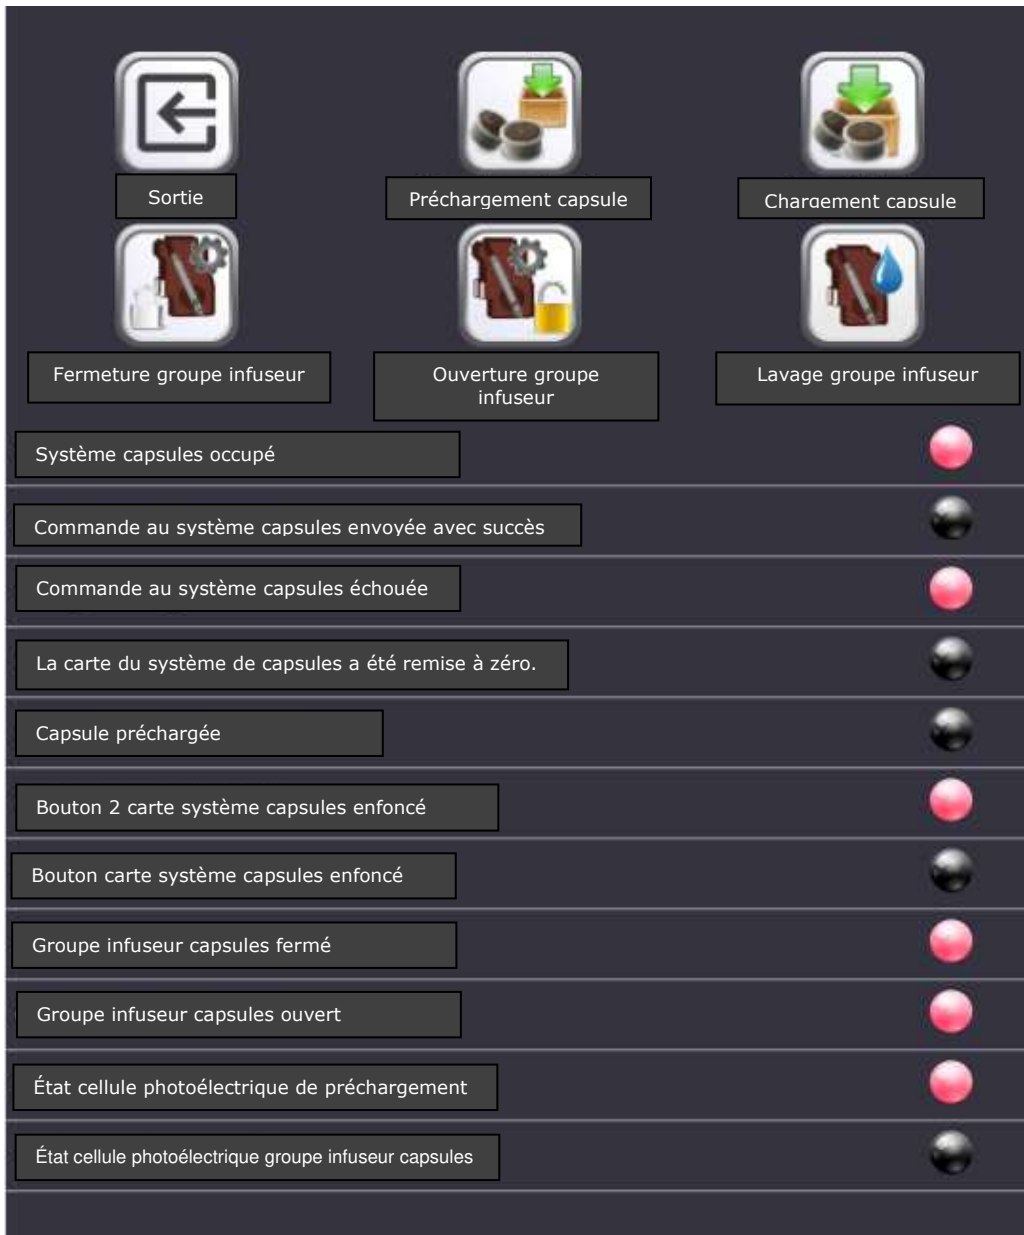 Sortie
Préchargement capsule
Chargement capsule
Fermeture groupe infuseur
Ouverture groupe
infuseur
Lavage groupe infuseur
Système capsules occupé
Commande au système capsules envoyée avec succès
Commande au système capsules échouée
La carte du système de capsules a été remise à zéro.
Capsule préchargée
Bouton 2 carte système capsules enfoncé
Bouton carte système capsules enfoncé
Groupe infuseur capsules fermé
Groupe infuseur capsules ouvert
État cellule photoélectrique de préchargement
État cellule photoélectrique groupe infuseur capsules